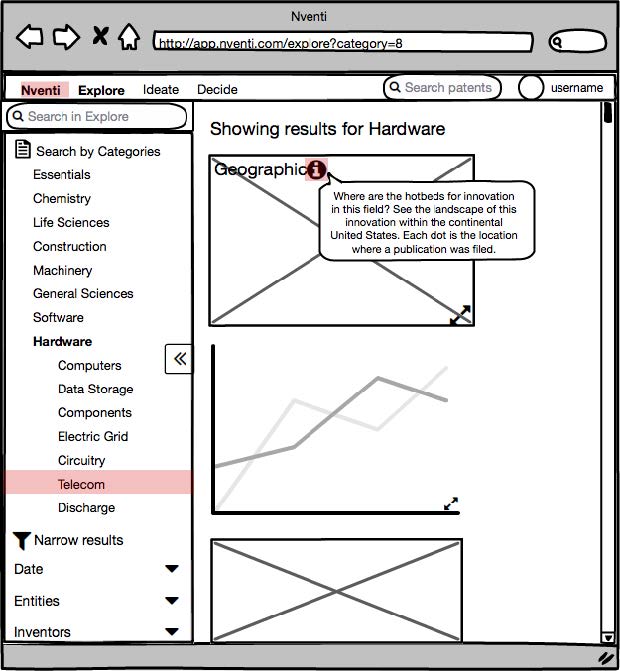 Nventi
http://app.nventi.com/explore?category=8
Nventi Explore Ideate Decide Search patents username
Search in Explore
Search by Categories
Essentials
Chemistry
Life Sciences
Construction
Machinery
General Sciences
Software
Hardware
Computers
Data Storage
Components
Electric Grid
Circuitry
Telecom
Discharge
Narrow results
Date
Entities
Inventors
Showing results for Hardware
Geographic
Where are the hotbeds for innovation
in this field? See the landscape of this
innovation within the continental
United States. Each dot is the location
where a publication was filed.